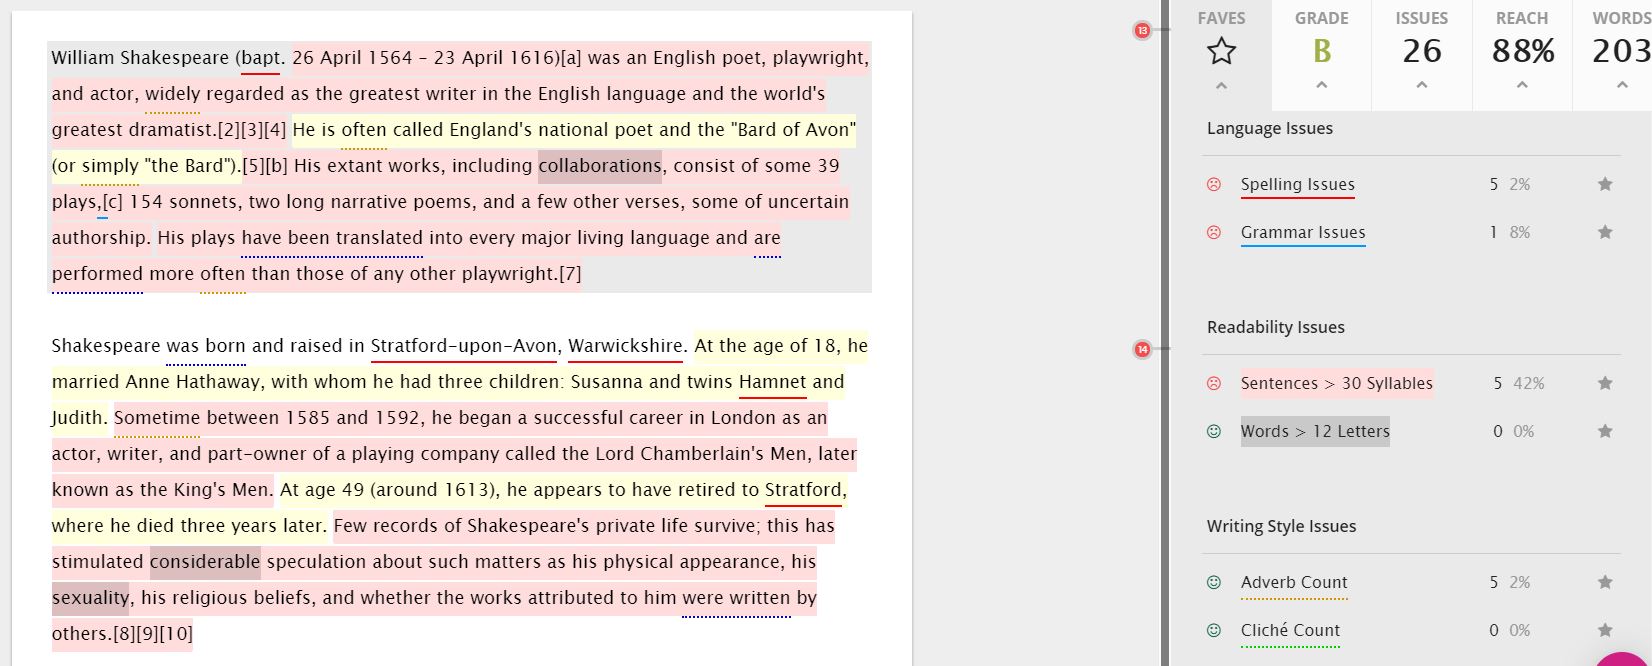 William Shakespeare (bapt. 26 April 1564 – 23 April 1616)[a] was an English poet, playwright,
and actor, widely regarded as the greatest writer in the English language and the world's
greatest dramatist.[2][3][4] He is often called England's national poet and the "Bard of Avon"
(or simply "the Bard").[5][b] His extant works, including collaborations, consist of some 39
plays,[c] 154 sonnets, two long narrative poems, and a few other verses, some of uncertain
authorship. His plays have been translated into every major living language and are
performed more often than those of any other playwright.[7]
Shakespeare was born and raised in Stratford-upon-Avon, Warwickshire. At the age of 18, he
married Anne Hathaway, with whom he had three children: Susanna and twins Hamnet and
Judith. Sometime between 1585 and 1592, he began a successful career in London as an
actor, writer, and part-owner of a playing company called the Lord Chamberlain's Men, later
known as the King's Men. At age 49 (around 1613), he appears to have retired to Stratford,
where he died three years later. Few records of Shakespeare's private life survive; this has
stimulated considerable speculation about such matters as his physical appearance, his
sexuality, his religious beliefs, and whether the works attributed to him were written by
others.[8][9][10]
13
14
FAVES GRADE ISSUES REACH WORDS
B 26 88% 203
Language Issues
Spelling Issues 5 2%
Grammar Issues 1 8%
Readability Issues
Sentences > 30 Syllables 5 42%
Words > 12 Letters 0 0%
Writing Style Issues
Adverb Count 5 2%
Cliché Count 0 0%